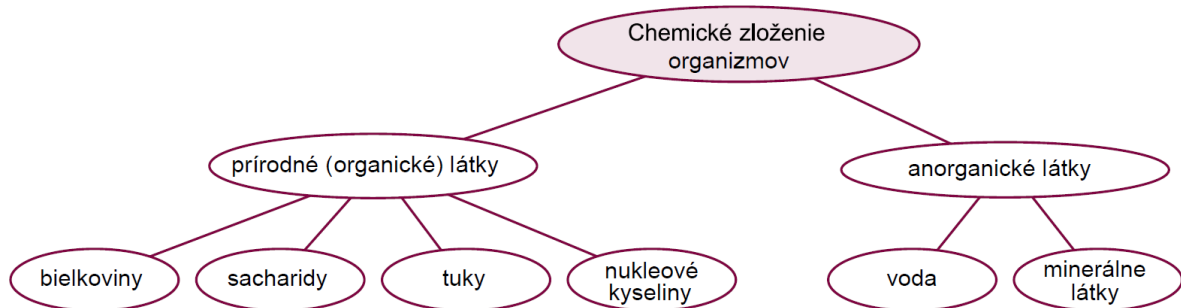 Chemické zloženie
organizmov
prírodné (organické) látky
anorganické látky
bielkoviny
sacharidy
tuky
nukleové
kyseliny
voda
minerálne
látky